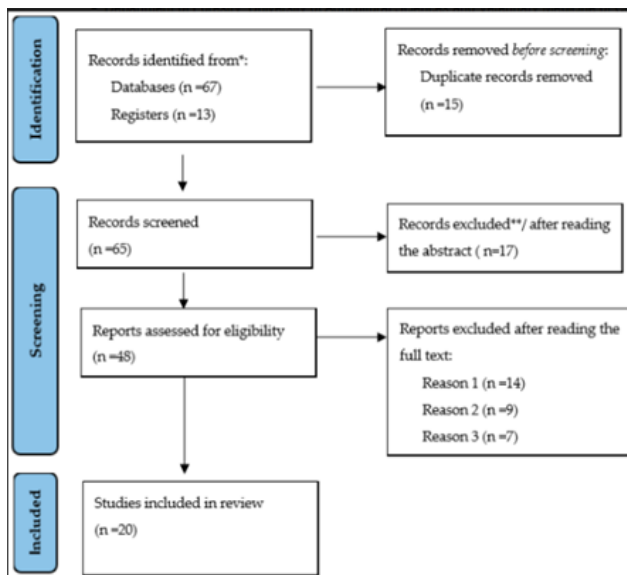 Identification
Records identified from*:
Databases (n =67)
Registers (n =13)
Records removed before screening:
Duplicate records removed
(n =15)
Screening
Records screened
(n =65)
Records excluded**/ after reading
the abstract ( n=17)
Reports assessed for eligibility
(n =48)
Reports excluded after reading the
full text:
Reason 1 (n =14)
Reason 2 (n =9)
Reason 3 (n =7)
Included
Studies included in review
(n =20)